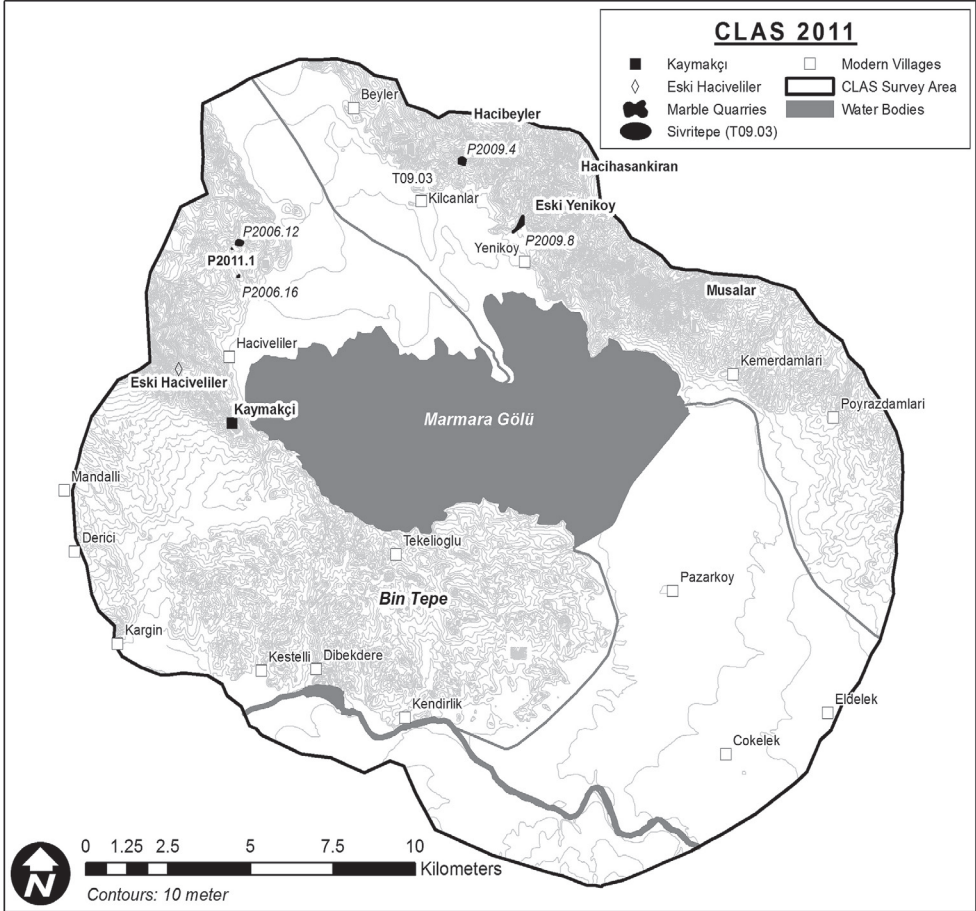 CLAS 2011
Kaymakçı
Modern Villages
Eski Haciveliler
CLAS Survey Area
Marble Quarries
Water Bodies
Sivritepe (T09.03)
Beyler
Hacibeyler
P2009.4
Hacihasankiran
T09.03
Kilcanlar
Eski Yenikoy
P2006.12
P2009.8
Yenikoy
P2011.1
P2006.16
Musalar
Haciveliler
Kemerdamlari
Eski Haciveliler
Poyrazdamlari
Kaymakçi
Marmara Gölü
Mandalli
Derici
Tekelioglu
Pazarkoy
Bin Tepe
Kargin
Kestelli
Dibekdere
Eldelek
Kendirlik
Cokelek
N
0 1.25 2.5 5 7.5 10
Kilometers
Contours: 10 meter